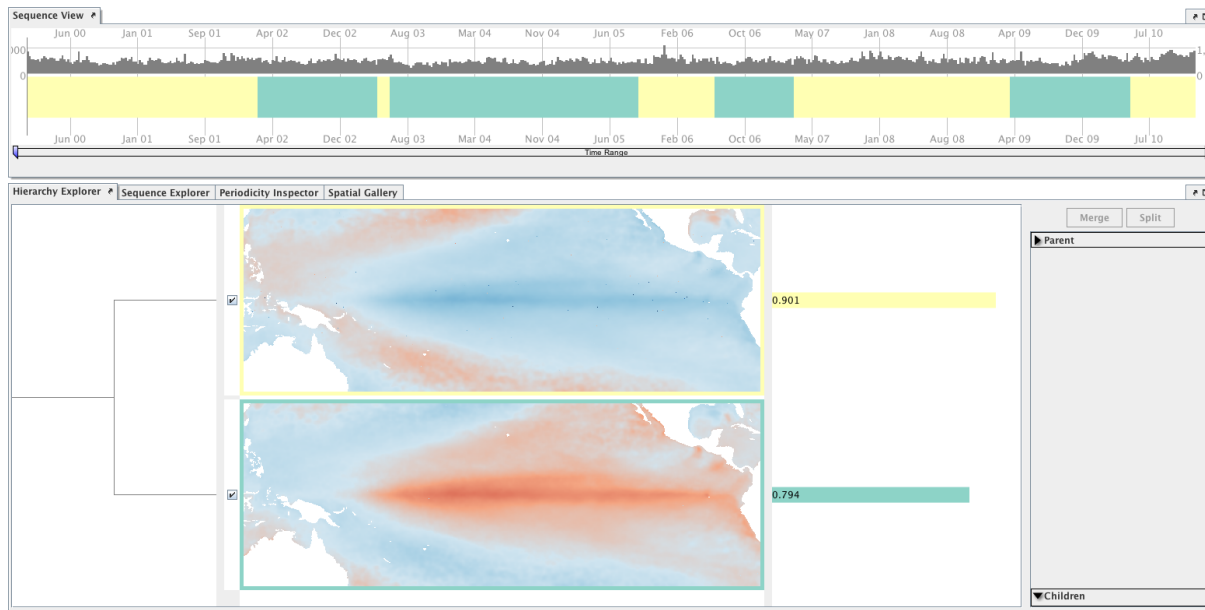 Sequence View
Jun 00 Jan 01 Sep 01 Apr 02 Dec 02 Aug 03 Mar 04 Nov 04 Jun 05 Feb 06 Oct 06 May 07 Jan 08 Aug 08 Apr 09 Dec 09 Jul 10
000 1,
0 0
Jun 00 Jan 01 Sep 01 Apr 02 Dec 02 Aug 03 Mar 04 Nov 04 Jun 05 Feb 06 Oct 06 May 07 Jan 08 Aug 08 Apr 09 Dec 09 Jul 10
Time Range
Hierarchy Explorer Sequence Explorer Periodicity Inspector Spatial Gallery
Merge Split
Parent
0.901
0.794
Children